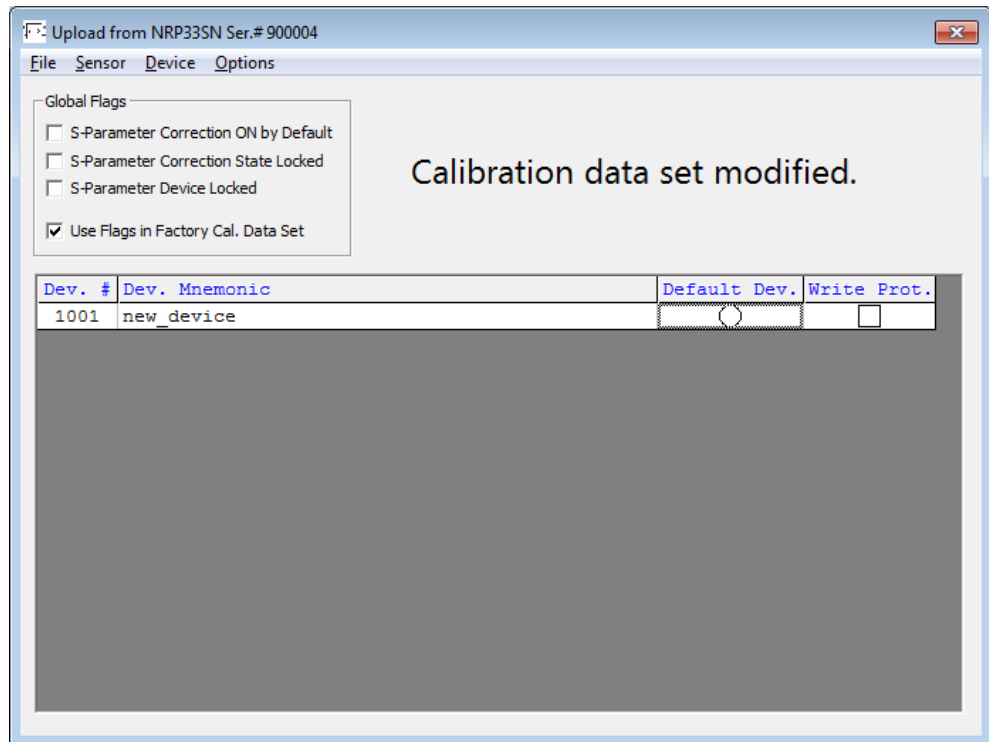 Upload from NRP33SN Ser.# 900004
File Sensor Device Options
Global Flags
S-Parameter Correction ON by Default
S-Parameter Correction State Locked
S-Parameter Device Locked
Use Flags in Factory Cal. Data Set
Calibration data set modified.
Dev. # Dev. Mnemonic Default Dev. Write Prot.
1001 new_device